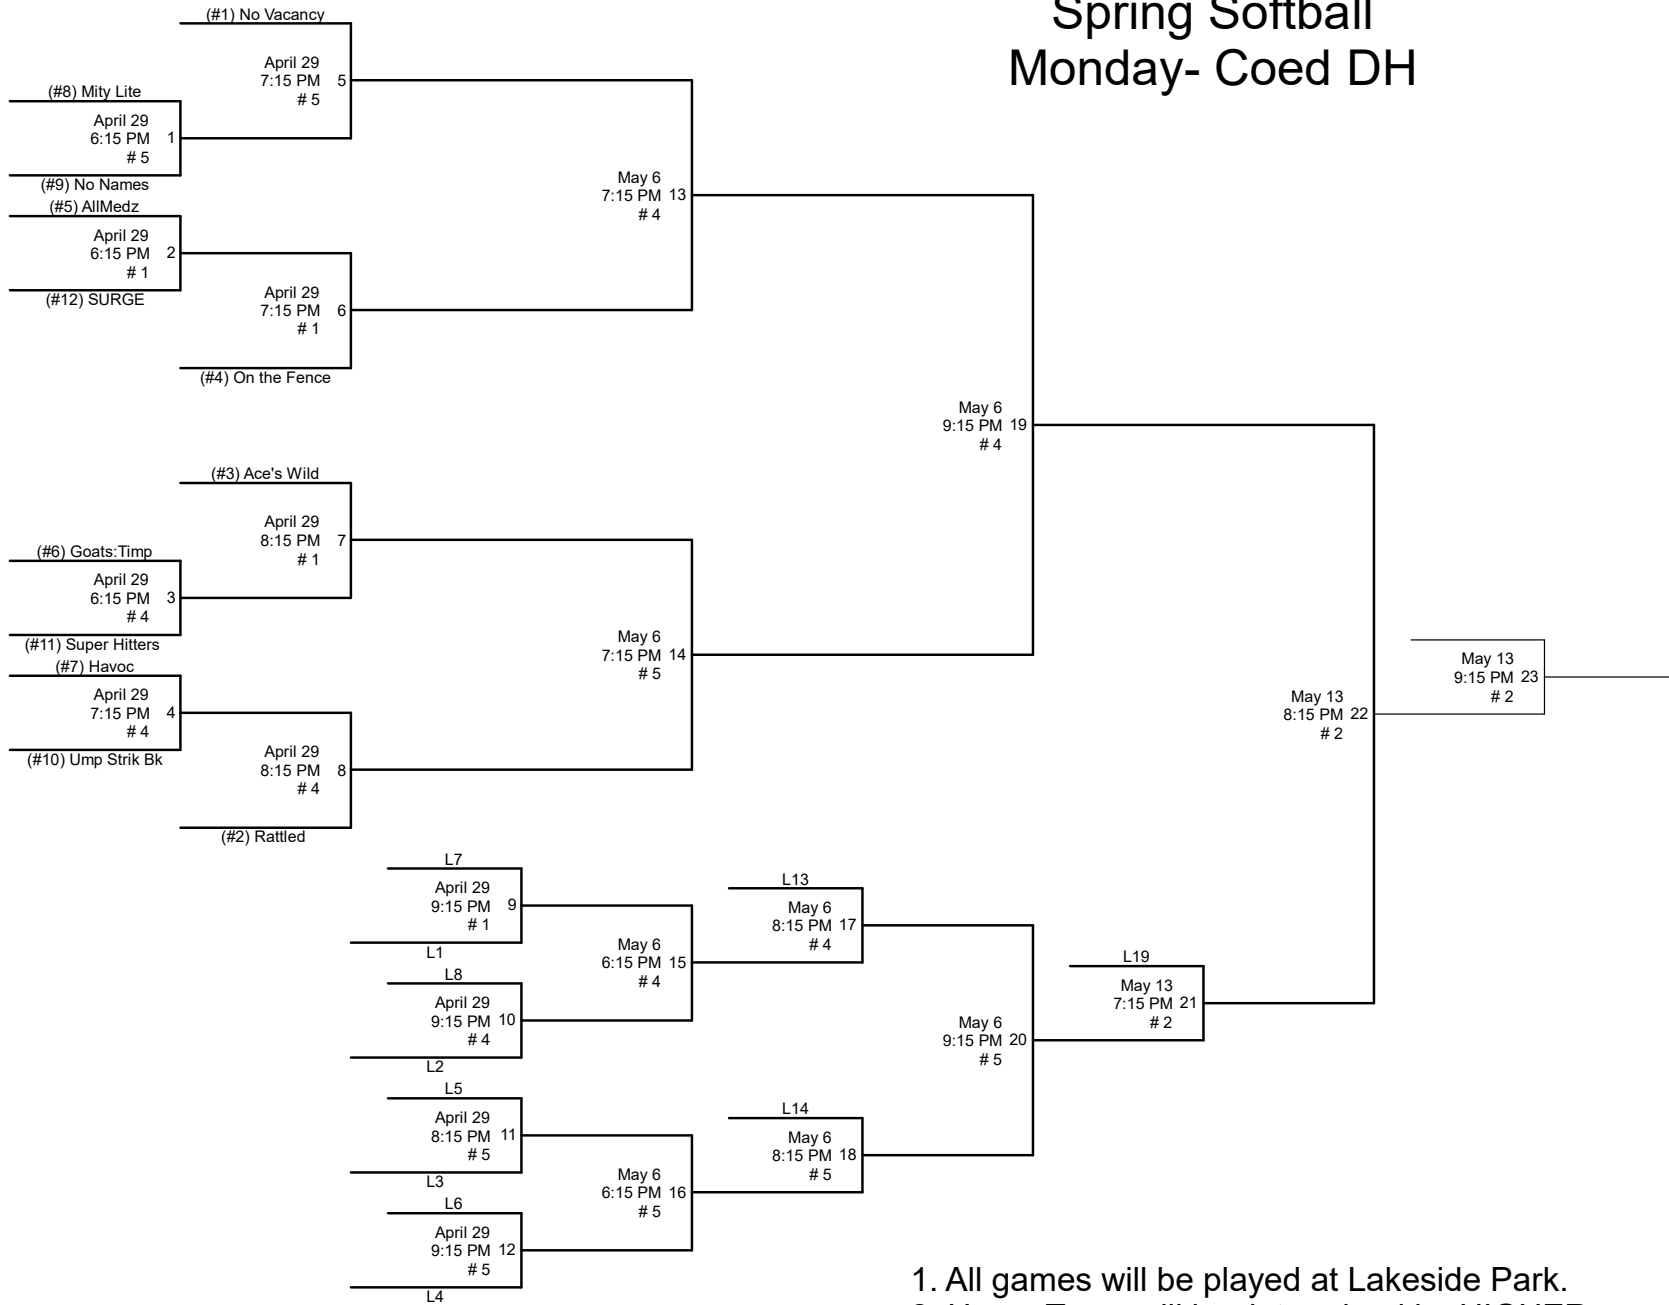 Spring Softball
Monday- Coed DH
(#1) No Vacancy
April 29
7:15 PM 5
# 5
(#8) Mity Lite
April 29
6:15 PM 1
# 5
(#9) No Names
(#5) AllMedz
April 29
6:15 PM 2
# 1
(#12) SURGE
April 29
7:15 PM 6
# 1
(#4) On the Fence
May 6
7:15 PM 13
# 4
(#3) Ace's Wild
April 29
8:15 PM 7
# 1
(#6) Goats:Timp
April 29
6:15 PM 3
# 4
(#11) Super Hitters
(#7) Havoc
April 29
7:15 PM 4
# 4
(#10) Ump Strik Bk
April 29
8:15 PM 8
# 4
(#2) Rattled
May 6
7:15 PM 14
# 5
May 6
9:15 PM 19
# 4
May 13
8:15 PM 22
# 2
May 13
9:15 PM 23
# 2
L7
April 29
9:15 PM 9
# 1
L1
L8
April 29
9:15 PM 10
# 4
L2
May 6
6:15 PM 15
# 4
L13
May 6
8:15 PM 17
# 4
L5
April 29
8:15 PM 11
# 5
L3
L6
April 29
9:15 PM 12
# 5
L4
May 6
6:15 PM 16
# 5
L14
May 6
8:15 PM 18
# 5
May 6
9:15 PM 20
# 5
L19
May 13
7:15 PM 21
# 2
1. All games will be played at Lakeside Park.